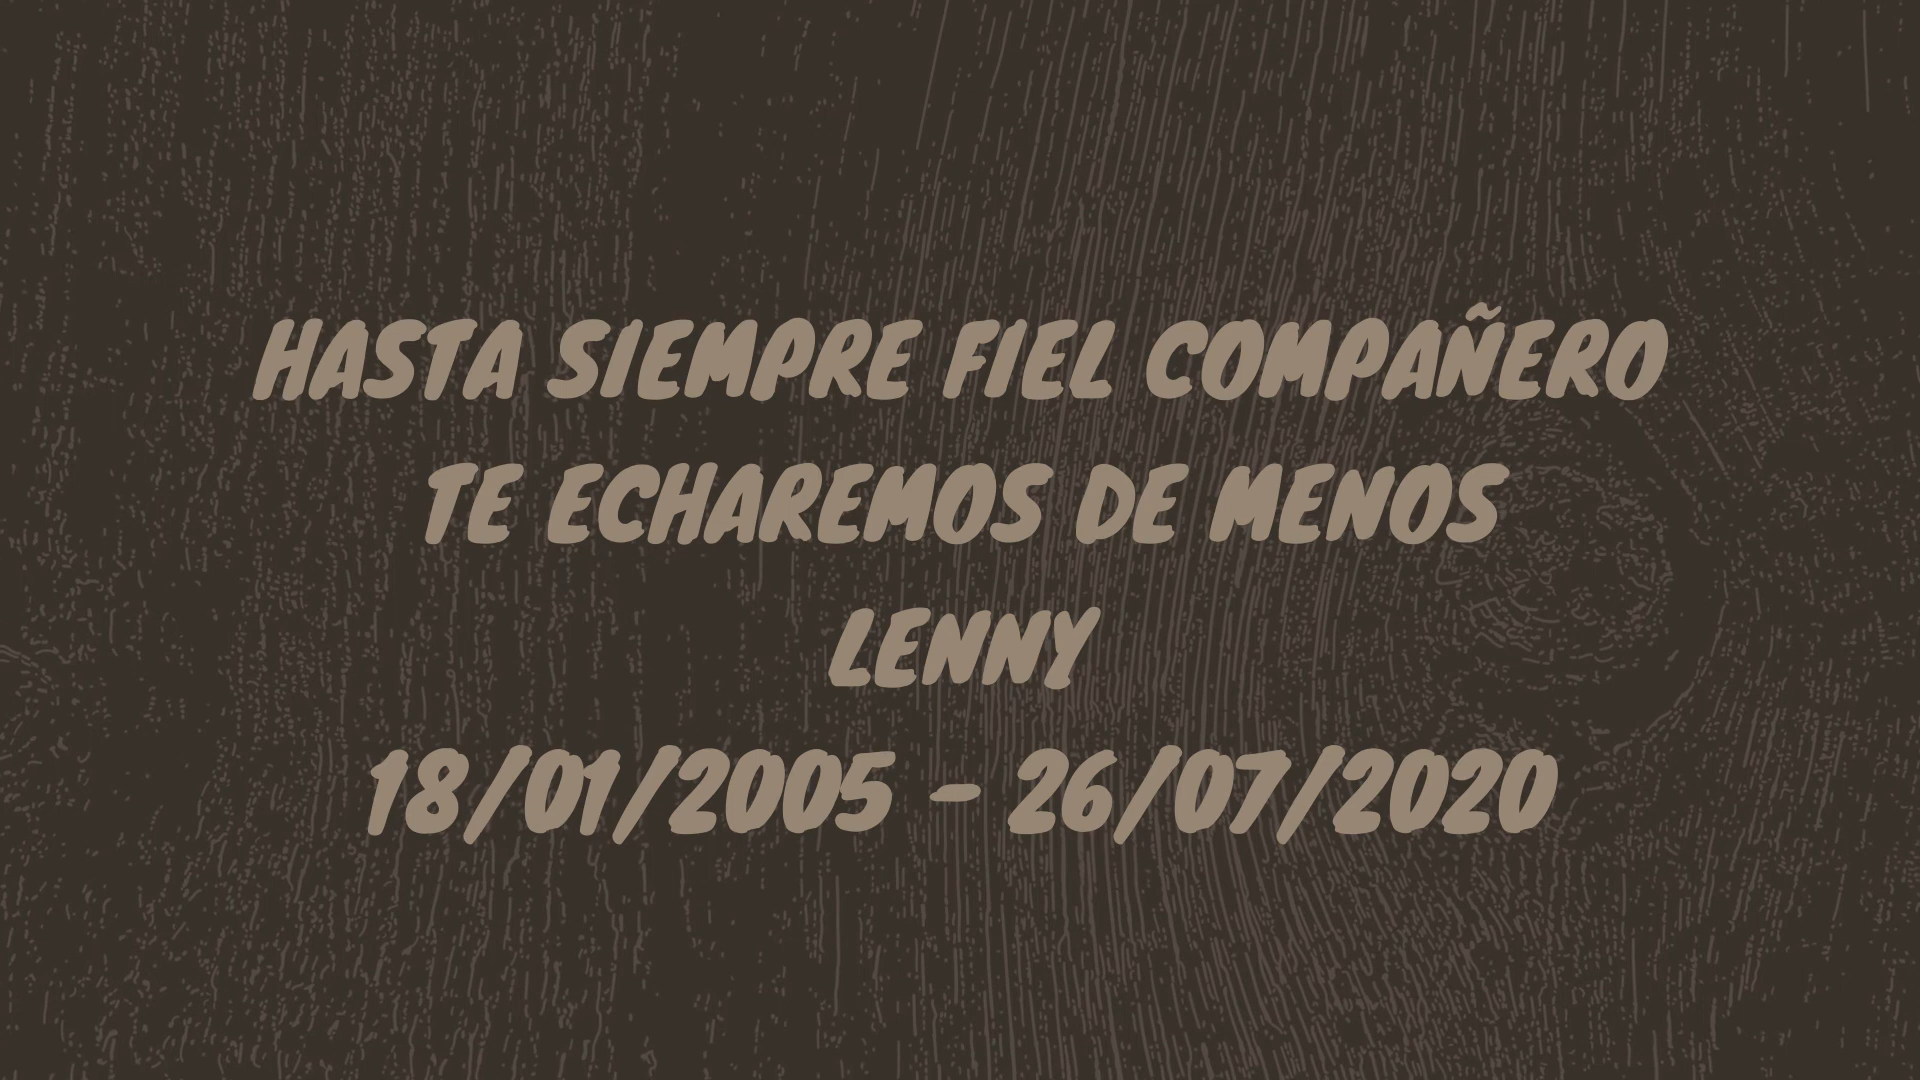 HASTA SIEMPRE FIEL COMPAÑERO
TE ECHAREMOS DE MENOS
LENNY
18/01/2005 - 26/07/2020